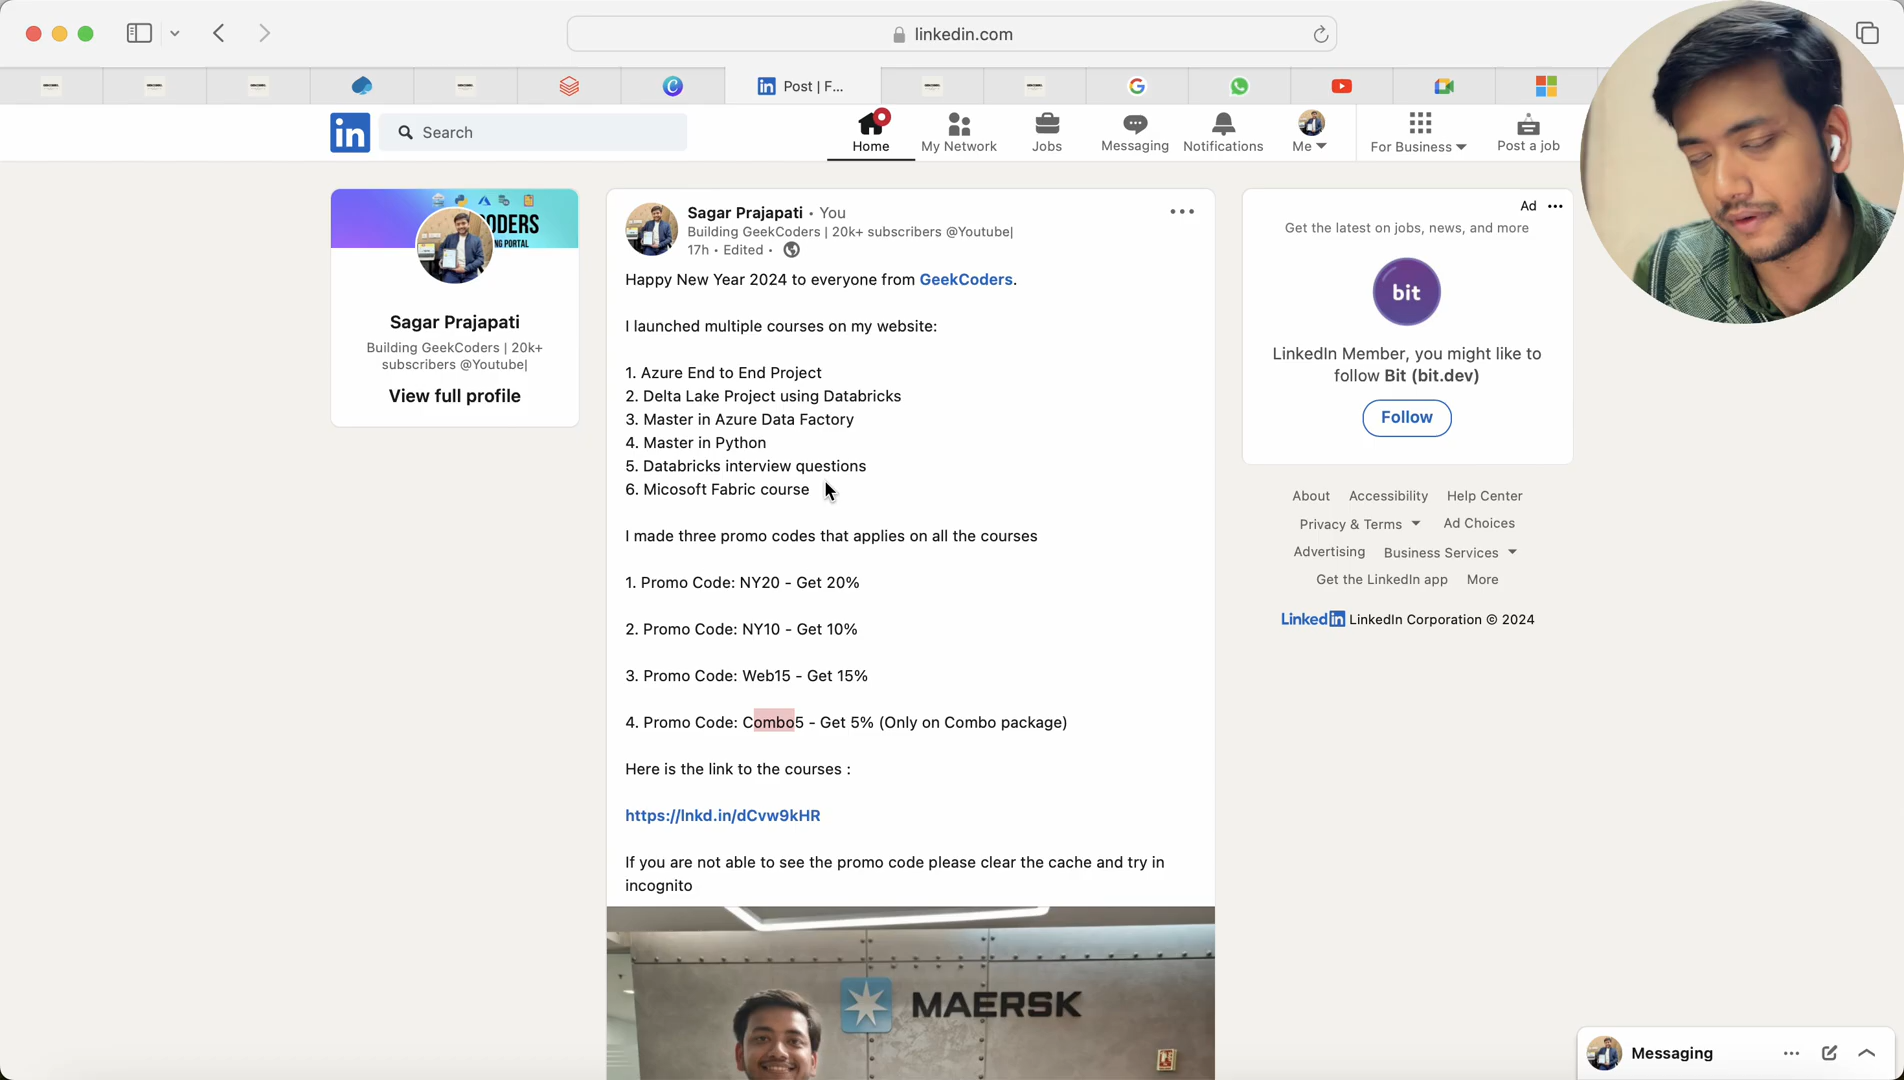 linkedin.com
Post | F...
in
Search
Home
My Network
Jobs
Messaging
Notifications
Me
For Business
Post a job
ODERS
NG PORTAL
Sagar Prajapati
Building GeekCoders | 20k+
subscribers @Youtube|
View full profile
Sagar Prajapati • You
Building GeekCoders | 20k+ subscribers @Youtube|
17h • Edited •
Happy New Year 2024 to everyone from GeekCoders.
I launched multiple courses on my website:
1. Azure End to End Project
2. Delta Lake Project using Databricks
3. Master in Azure Data Factory
4. Master in Python
5. Databricks interview questions
6. Micosoft Fabric course
I made three promo codes that applies on all the courses
1. Promo Code: NY20 - Get 20%
2. Promo Code: NY10 - Get 10%
3. Promo Code: Web15 - Get 15%
4. Promo Code: Combo5 - Get 5% (Only on Combo package)
Here is the link to the courses :
https://lnkd.in/dCvw9kHR
If you are not able to see the promo code please clear the cache and try in
incognito
MAERSK
Ad
Get the latest on jobs, news, and more
bit
LinkedIn Member, you might like to
follow Bit (bit.dev)
Follow
About Accessibility Help Center
Privacy & Terms Ad Choices
Advertising Business Services
Get the LinkedIn app More
LinkedIn LinkedIn Corporation © 2024
Messaging